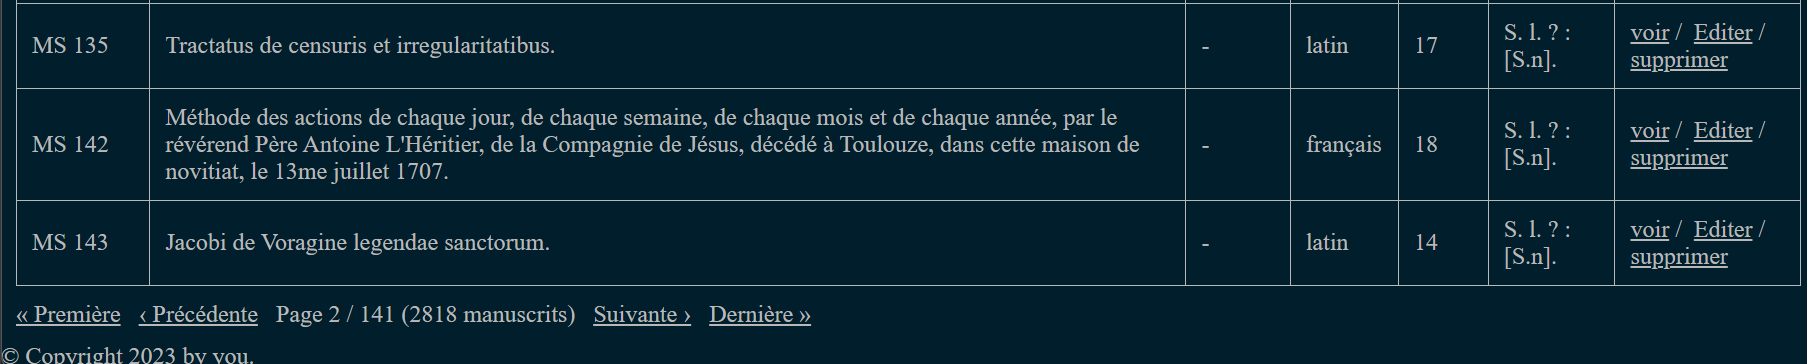 MS 135 Tractatus de censuris et irregularitatibus. - latin 17 S. l. ? : [S.n]. voir / Editer / supprimer
MS 142 Méthode des actions de chaque jour, de chaque semaine, de chaque mois et de chaque année, par le
révérend Père Antoine L'Héritier, de la Compagnie de Jésus, décédé à Toulouze, dans cette maison de
novitiat, le 13me juillet 1707. - français 18 S. l. ? : [S.n]. voir / Editer / supprimer
MS 143 Jacobi de Voragine legendae sanctorum. - latin 14 S. l. ? : [S.n]. voir / Editer / supprimer
« Première ‹ Précédente Page 2 / 141 (2818 manuscrits) Suivante › Dernière »
© Copyright 2023 by you.